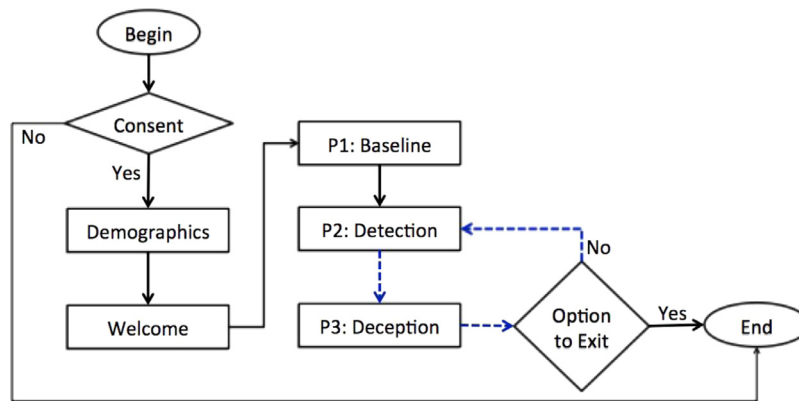 Begin
Consent
No
Yes
Demographics
Welcome
P1: Baseline
P2: Detection
P3: Deception
No
Option
to Exit
Yes
End